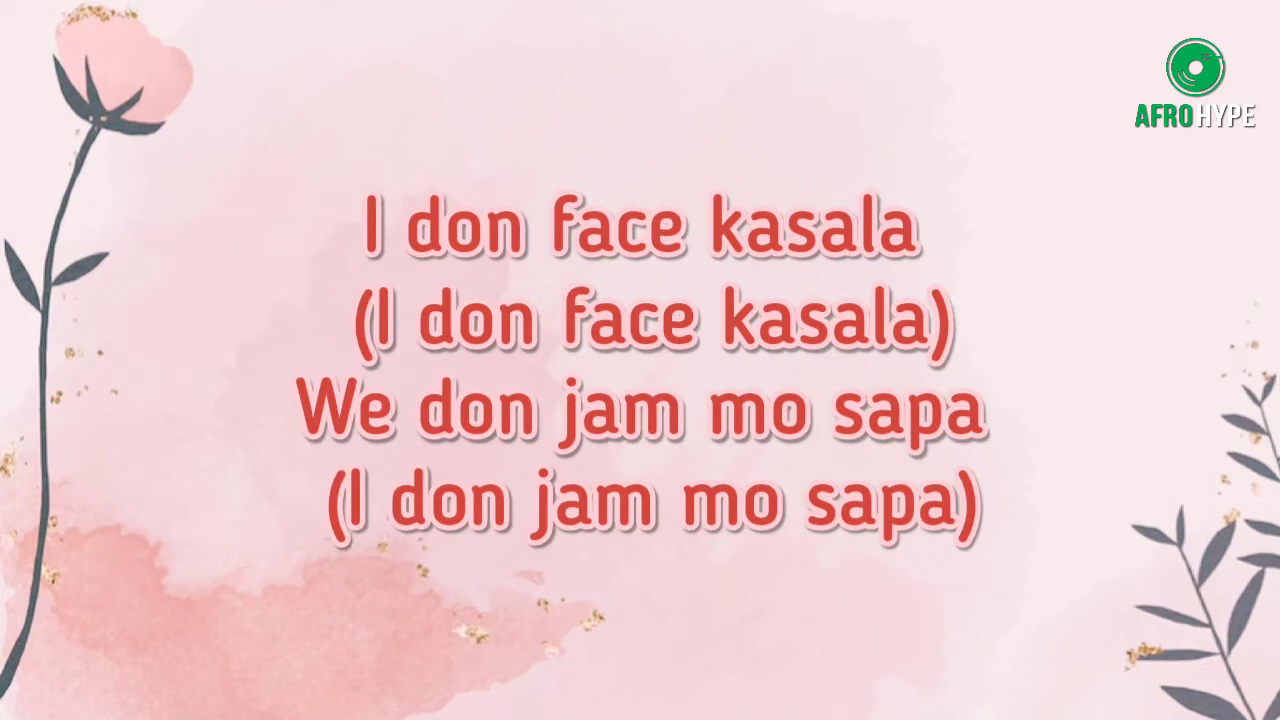 AFRO HYPE
I don face kasala
(I don face kasala)
We don jam mo sapa
(I don jam mo sapa)